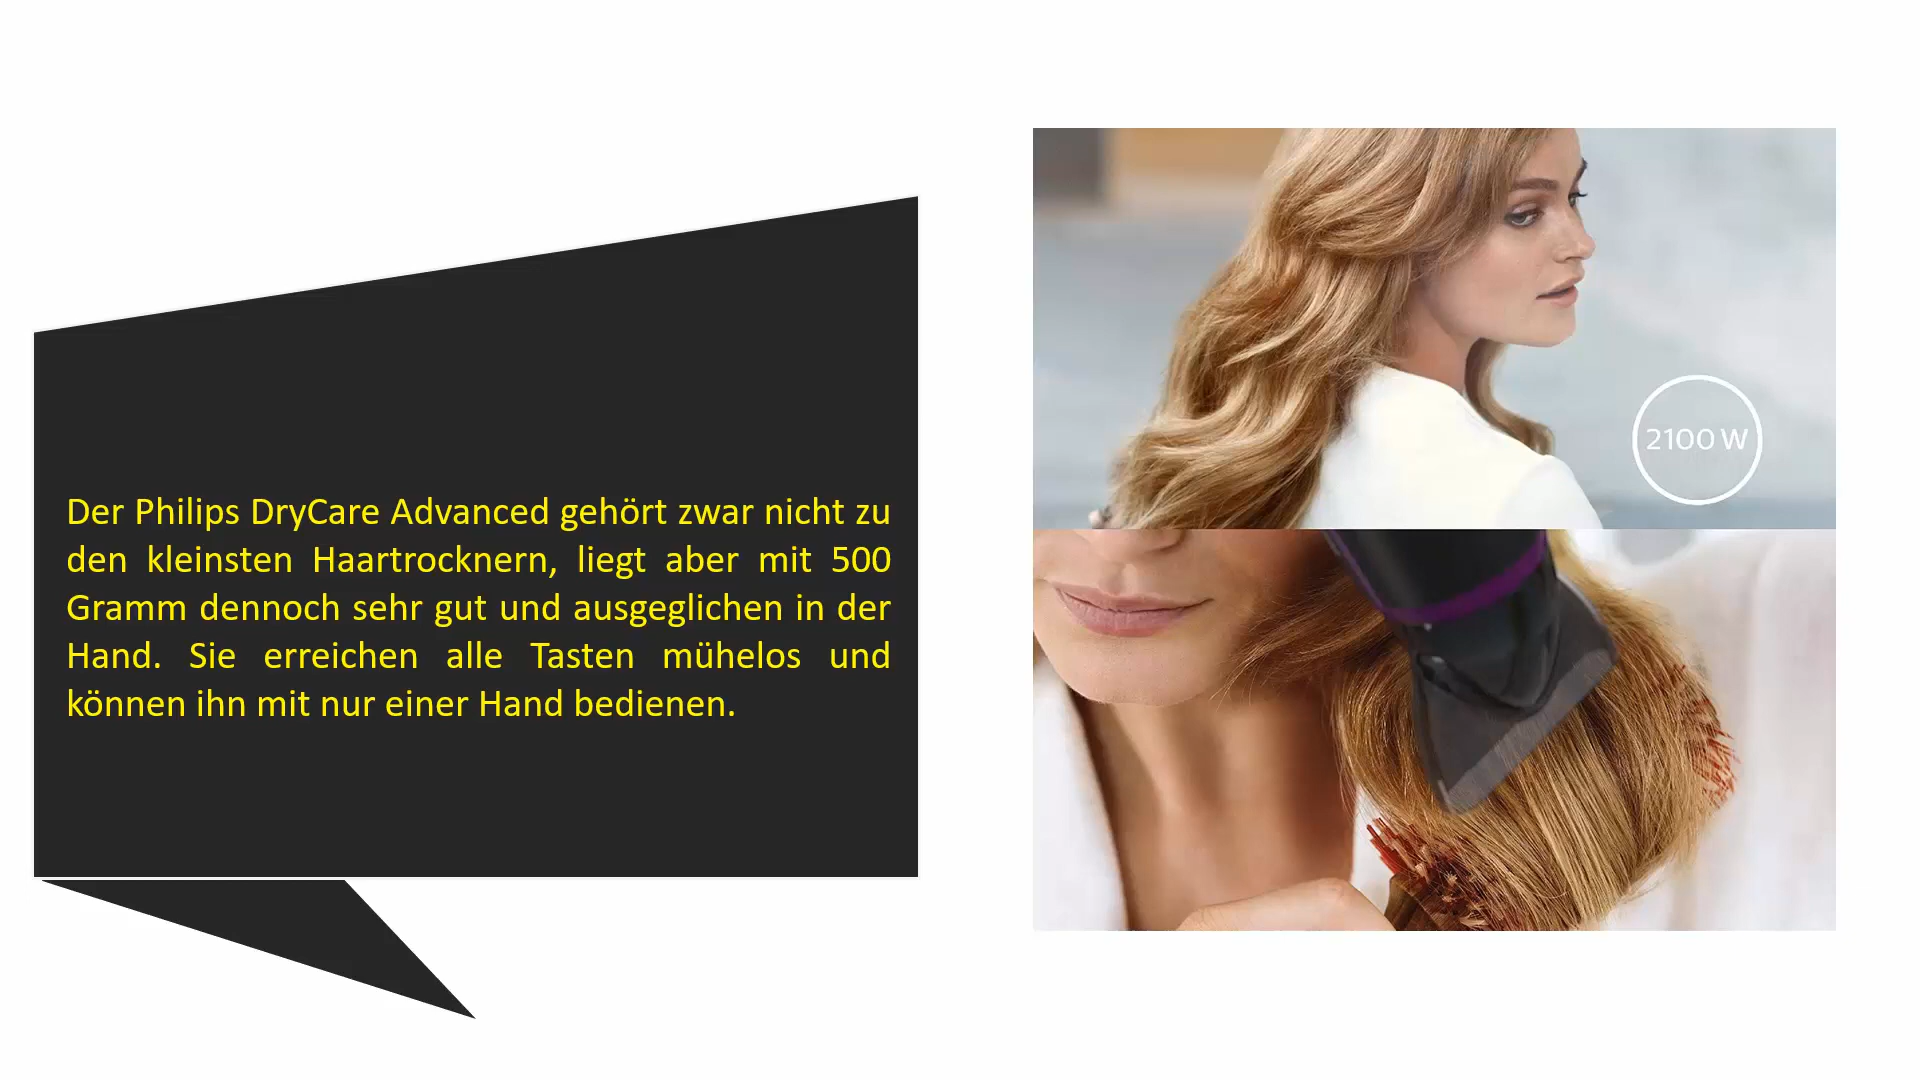 Der Philips DryCare Advanced gehört zwar nicht zu
den kleinsten Haartrocknern, liegt aber mit 500
Gramm dennoch sehr gut und ausgeglichen in der
Hand. Sie erreichen alle Tasten mühelos und
können ihn mit nur einer Hand bedienen.
2100 W